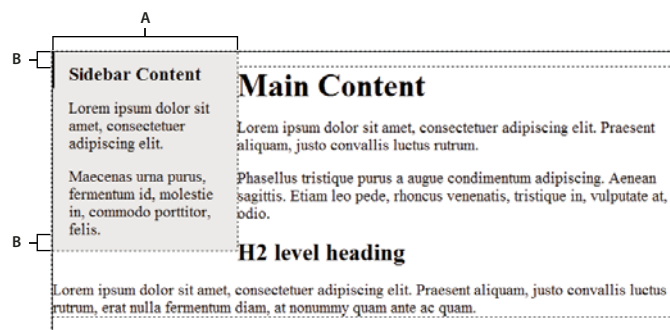 A
B
Sidebar Content
Lorem ipsum dolor sit
amet, consectetuer
adipiscing elit.
Maecenas urna purus,
fermentum id, molestie
in, commodo porttitor,
felis.
B
Main Content
Lorem ipsum dolor sit amet, consectetuer adipiscing elit. Praesent
aliquam, justo convallis luctus rutrum.
Phasellus tristique purus a augue condimentum adipiscing. Aenean
sagittis. Etiam leo pede, rhoncus venenatis, tristique in, vulputate at,
odio.
H2 level heading
Lorem ipsum dolor sit amet, consectetuer adipiscing elit. Praesent aliquam, justo convallis luctus
rutrum, erat nulla fermentum diam, at nonummy quam ante ac quam.